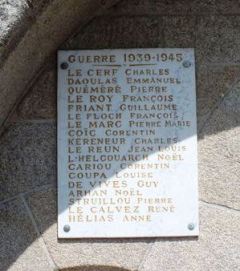 GUERRE 1939-1945
LE CERF CHARLES
DAOULAS EMMANUEL
QUÉMÉRÉ PIERRE
LE ROY FRANÇOIS
FRIANT GUILLAUME
LE FLOCH FRANÇOIS
LE MARC PIERRE MARIE
COÏC CORENTIN
KERENEUR CHARLES
LE REUN JEAN LOUIS
L'HELGOUARCH NOËL
CARIOU CORENTIN
COUPA LOUISE
DE VIVES GUY
ARHAN NOËL
STRUILLOU PIERRE
LE CALVEZ RENÉ
HÉLIAS ANNE